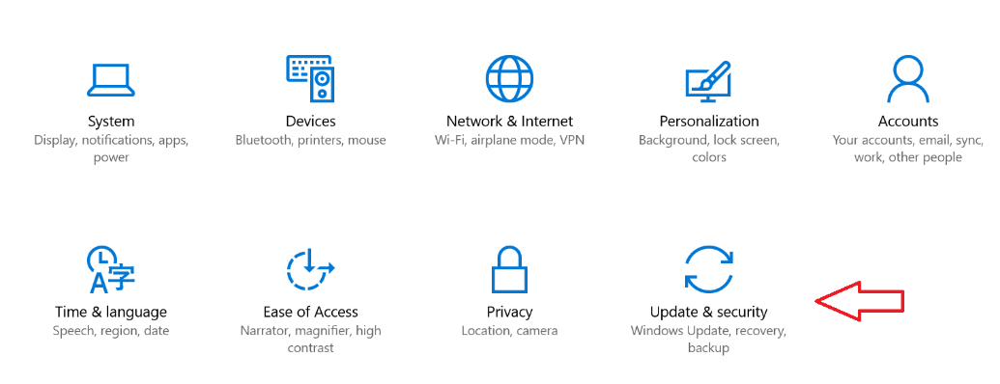 System
Display, notifications, apps,
power
Devices
Bluetooth, printers, mouse
Network & Internet
Wi-Fi, airplane mode, VPN
Personalization
Background, lock screen,
colors
Accounts
Your accounts, email, sync,
work, other people
A字
Time & language
Speech, region, date
Ease of Access
Narrator, magnifier, high
contrast
Privacy
Location, camera
Update & security
Windows Update, recovery,
backup